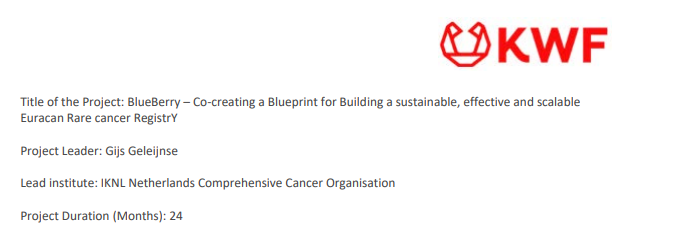 KWF
Title of the Project: BlueBerry – Co-creating a Blueprint for Building a sustainable, effective and scalable
Euracan Rare cancer RegistrY
Project Leader: Gijs Geleijnse
Lead institute: IKNL Netherlands Comprehensive Cancer Organisation
Project Duration (Months): 24